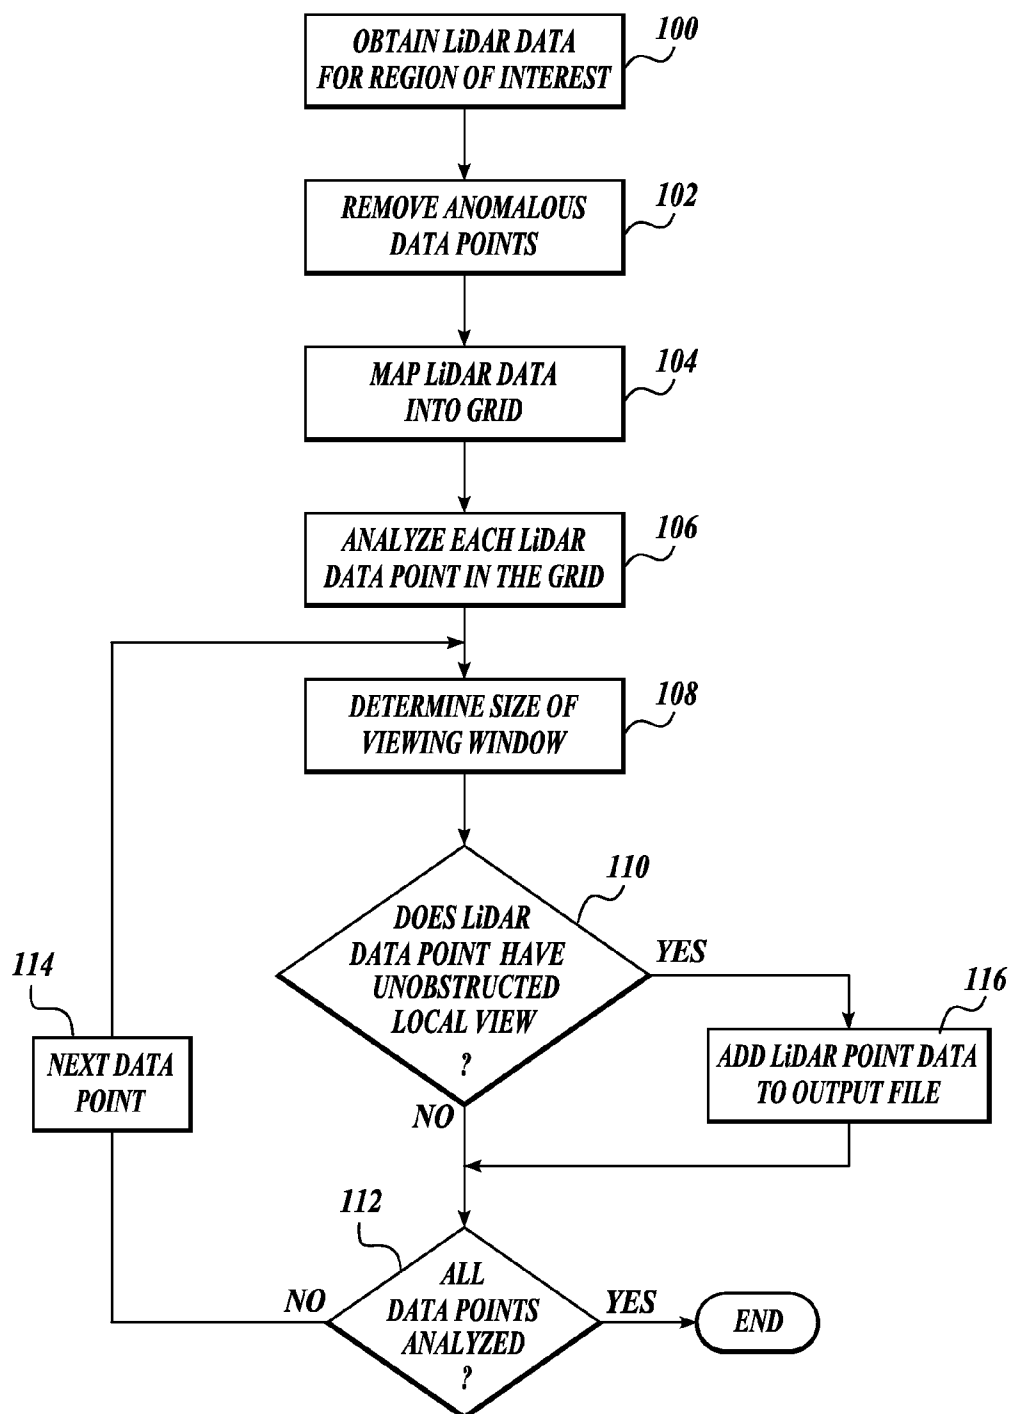 OBTAIN LiDAR DATA
FOR REGION OF INTEREST
100
REMOVE ANOMALOUS
DATA POINTS
102
MAP LiDAR DATA
INTO GRID
104
ANALYZE EACH LiDAR
DATA POINT IN THE GRID
106
DETERMINE SIZE OF
VIEWING WINDOW
108
DOES LiDAR
DATA POINT HAVE
UNOBSTRUCTED
LOCAL VIEW
?
110
YES
NO
ADD LiDAR POINT DATA
TO OUTPUT FILE
116
NEXT DATA
POINT
114
ALL
DATA POINTS
ANALYZED
?
112
NO
YES
END